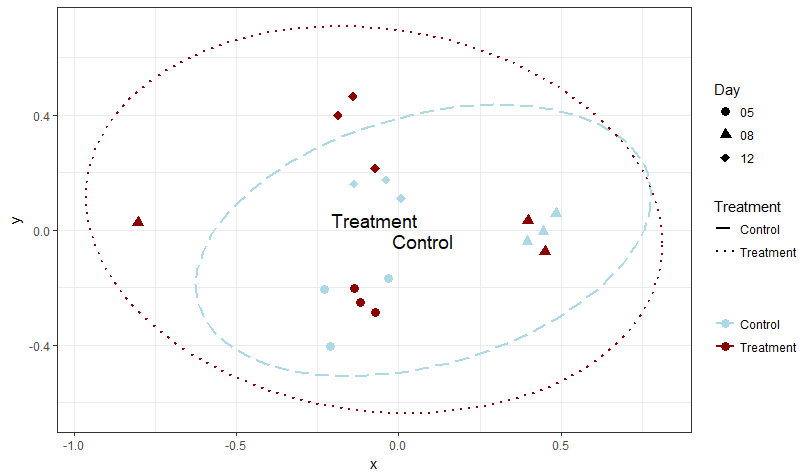 Day
05
08
12
Treatment
Control
Treatment
Control
Treatment
0.4
0.0
-0.4
y
Treatment
Control
-1.0
-0.5
0.0
0.5
x